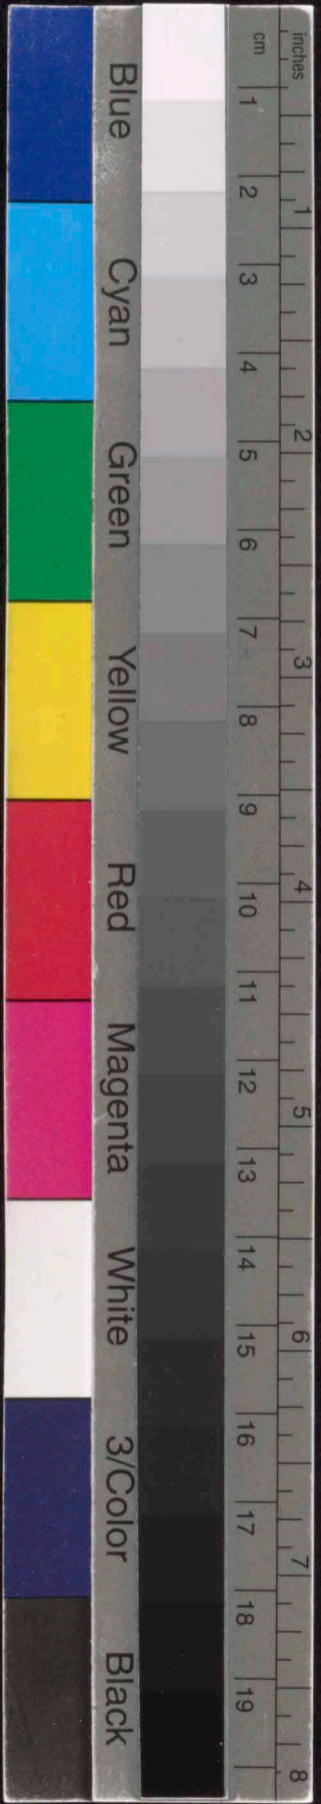 inches 1 2 3 4 5 6 7 8
cm 1 2 3 4 5 6 7 8 9 10 11 12 13 14 15 16 17 18 19
Blue Cyan Green Yellow Red Magenta White 3/Color Black